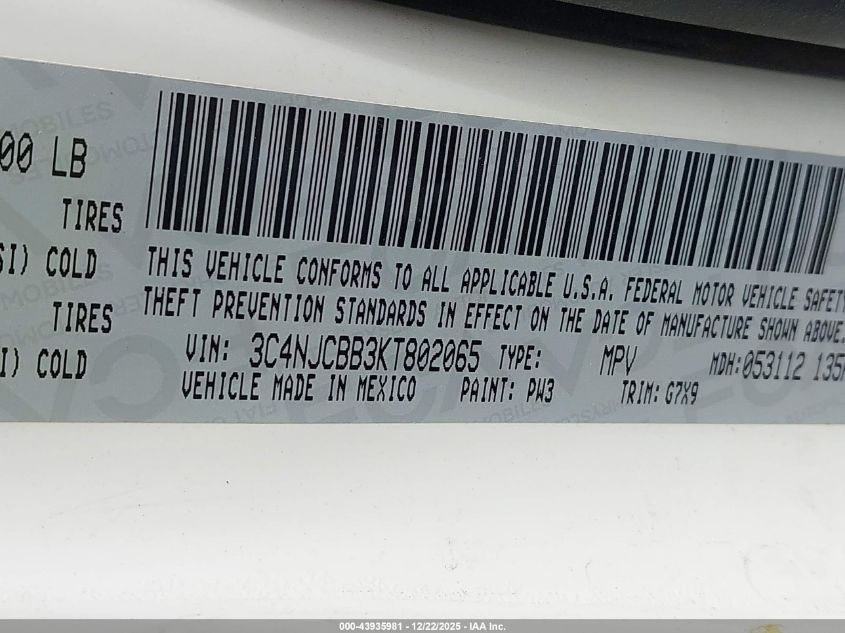 00 LB
TIRES
SI) COLD
TIRES
I) COLD
THIS VEHICLE CONFORMS TO ALL APPLICABLE U.S.A. FEDERAL MOTOR VEHICLE SAFETY
THEFT PREVENTION STANDARDS IN EFFECT ON THE DATE OF MANUFACTURE SHOWN ABOVE.
VIN: 3C4NJCBB3KT802065 TYPE: MPV MDH:053112 135
VEHICLE MADE IN MEXICO PAINT: PW3 TRIM: G7X9
000-43935981 - 12/22/2025 - IAA Inc.